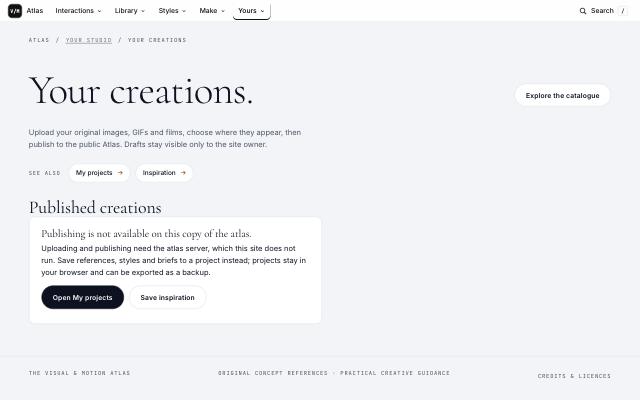 V/M Atlas Interactions Library Styles Make Yours Search /
ATLAS / YOUR STUDIO / YOUR CREATIONS
Your creations.
Explore the catalogue
Upload your original images, GIFs and films, choose where they appear, then
publish to the public Atlas. Drafts stay visible only to the site owner.
SEE ALSO My projects → Inspiration →
Published creations
Publishing is not available on this copy of the atlas.
Uploading and publishing need the atlas server, which this site does not
run. Save references, styles and briefs to a project instead; projects stay in
your browser and can be exported as a backup.
Open My projects Save inspiration
THE VISUAL & MOTION ATLAS ORIGINAL CONCEPT REFERENCES · PRACTICAL CREATIVE GUIDANCE CREDITS & LICENCES